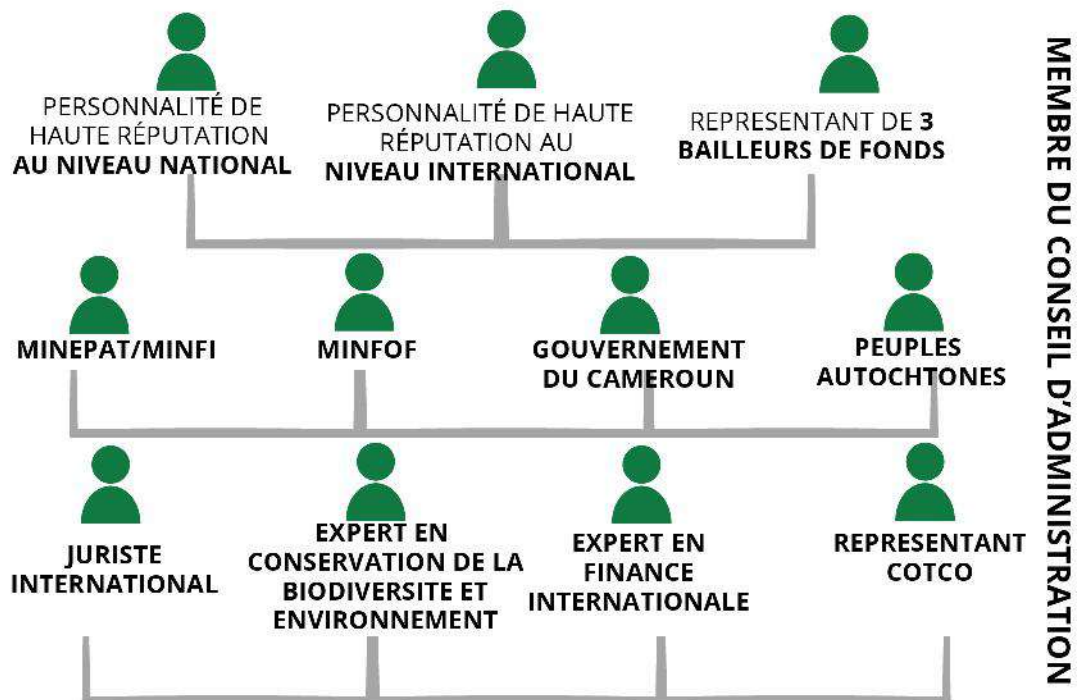 PERSONNALITÉ DE
HAUTE RÉPUTATION
AU NIVEAU NATIONAL
PERSONNALITÉ DE HAUTE
RÉPUTATION AU
NIVEAU INTERNATIONAL
REPRESENTANT DE 3
BAILLEURS DE FONDS
MINEPAT/MINFI
MINFOF
GOUVERNEMENT
DU CAMEROUN
PEUPLES
AUTOCHTONES
JURISTE
INTERNATIONAL
EXPERT EN
CONSERVATION DE LA
BIODIVERSITE ET
ENVIRONNEMENT
EXPERT EN
FINANCE
INTERNATIONALE
REPRESENTANT
COTCO
MEMBRE DU CONSEIL D'ADMINISTRATION